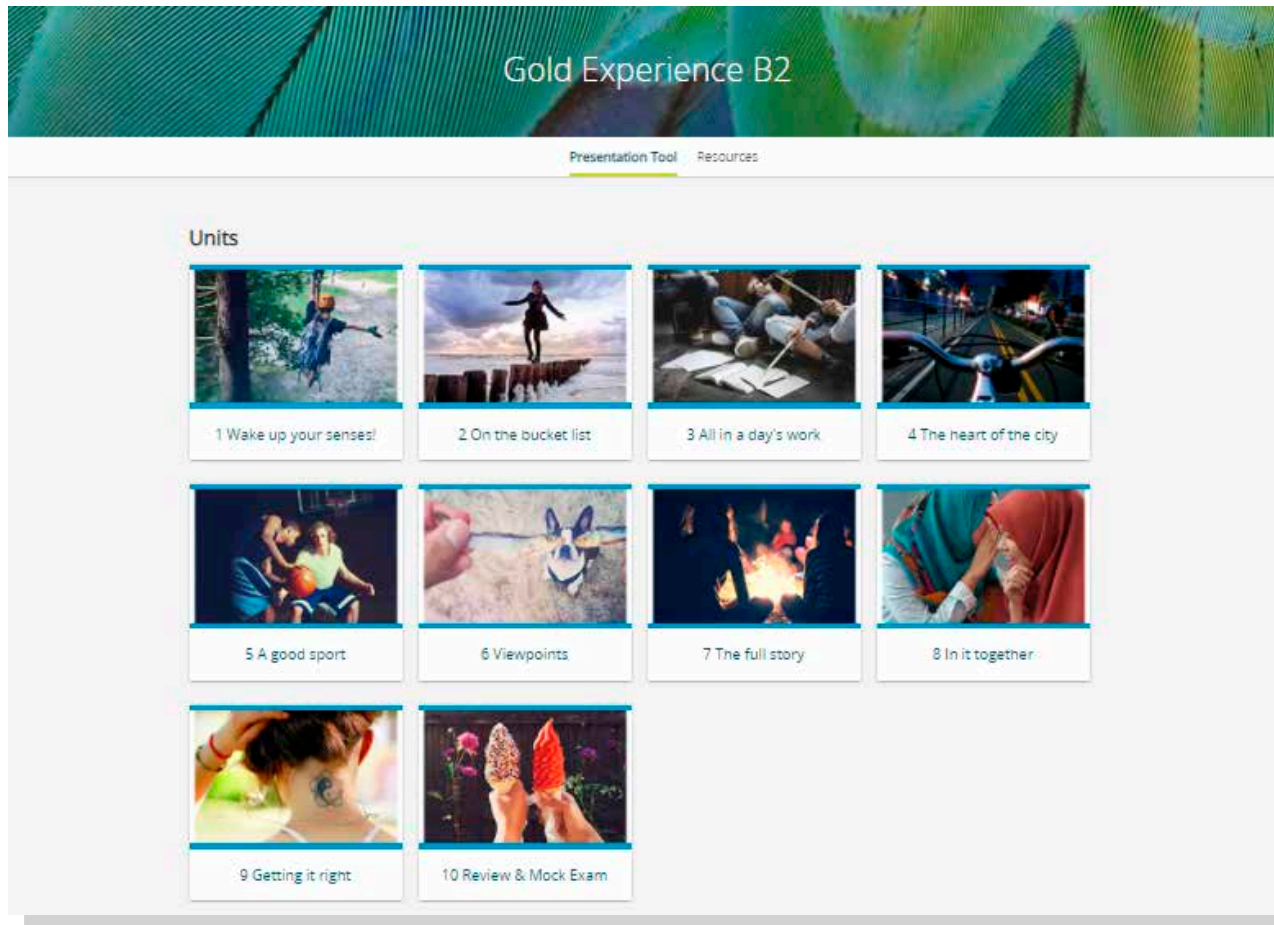 Gold Experience B2
Presentation Tool Resources
Units
1 Wake up your senses!
2 On the bucket list
3 All in a day's work
4 The heart of the city
5 A good sport
6 Viewpoints
7 The full story
8 In it together
9 Getting it right
10 Review & Mock Exam